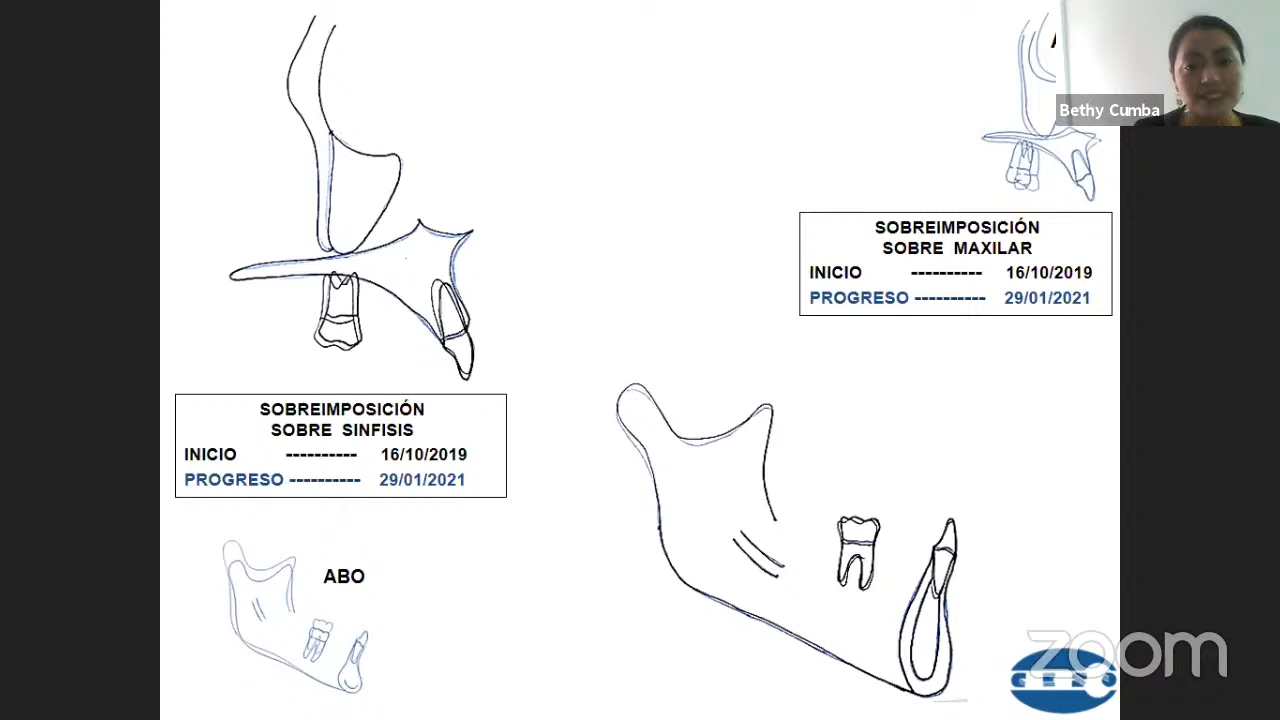 Bethy Cumba
SOBREIMPOSICIÓN
SOBRE MAXILAR
INICIO ---------- 16/10/2019
PROGRESO ---------- 29/01/2021
SOBREIMPOSICIÓN
SOBRE SINFISIS
INICIO ---------- 16/10/2019
PROGRESO ---------- 29/01/2021
ABO
zoom